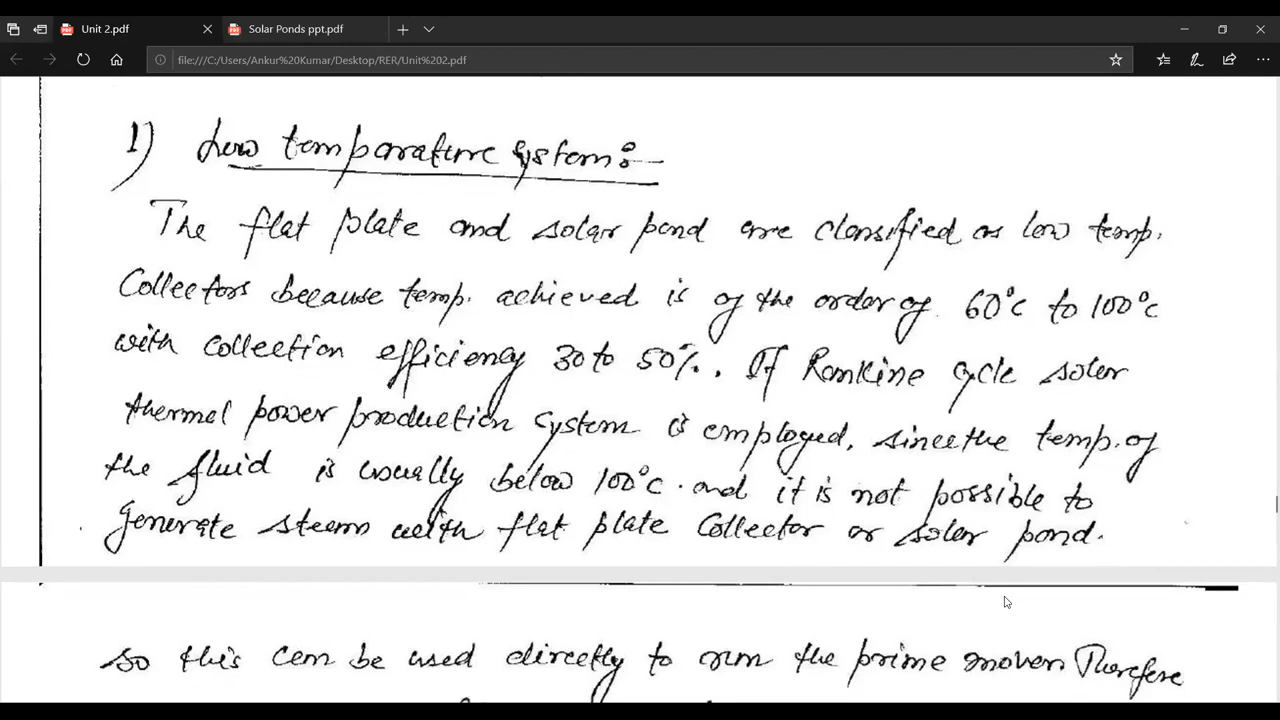 Unit 2.pdf
Solar Ponds ppt.pdf
file:///C:/Users/Ankur%20Kumar/Desktop/RER/Unit%202.pdf
1) Low temperature system:-
The flat plate and solar pond are classified as low temp.
Collectors because temp. achieved is of the order of 60°c to 100°c
with collection efficiency 30 to 50%. If Rankine cycle solar
thermal power production system is employed, since the temp. of
the fluid is usually below 100°c. and it is not possible to
Generate steam with flat plate Collector or solar pond.
so this can be used directly to run the prime mover. Therefore